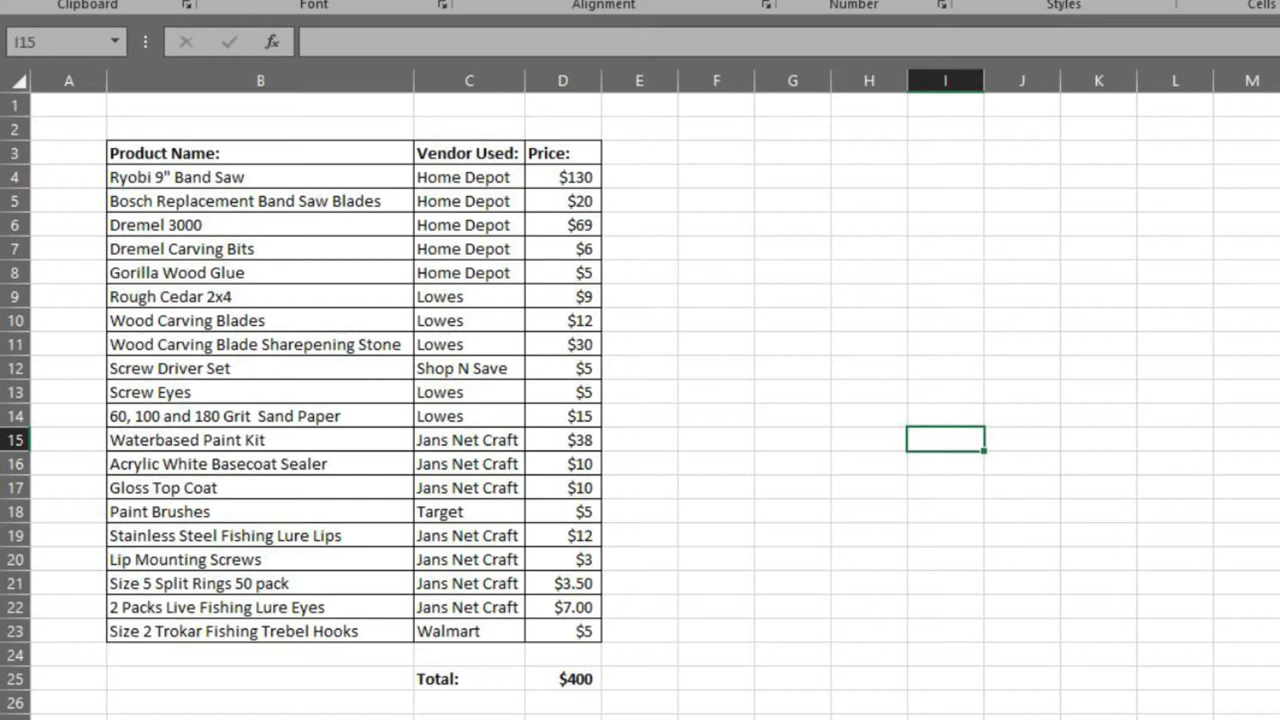 Clipboard Font Alignment Number Styles Cells
I15 fx
A B C D E F G H I J K L M
1
2
3 Product Name: Vendor Used: Price:
4 Ryobi 9" Band Saw Home Depot $130
5 Bosch Replacement Band Saw Blades Home Depot $20
6 Dremel 3000 Home Depot $69
7 Dremel Carving Bits Home Depot $6
8 Gorilla Wood Glue Home Depot $5
9 Rough Cedar 2x4 Lowes $9
10 Wood Carving Blades Lowes $12
11 Wood Carving Blade Sharepening Stone Lowes $30
12 Screw Driver Set Shop N Save $5
13 Screw Eyes Lowes $5
14 60, 100 and 180 Grit  Sand Paper Lowes $15
15 Waterbased Paint Kit Jans Net Craft $38
16 Acrylic White Basecoat Sealer Jans Net Craft $10
17 Gloss Top Coat Jans Net Craft $10
18 Paint Brushes Target $5
19 Stainless Steel Fishing Lure Lips Jans Net Craft $12
20 Lip Mounting Screws Jans Net Craft $3
21 Size 5 Split Rings 50 pack Jans Net Craft $3.50
22 2 Packs Live Fishing Lure Eyes Jans Net Craft $7.00
23 Size 2 Trokar Fishing Trebel Hooks Walmart $5
24
25 Total: $400
26